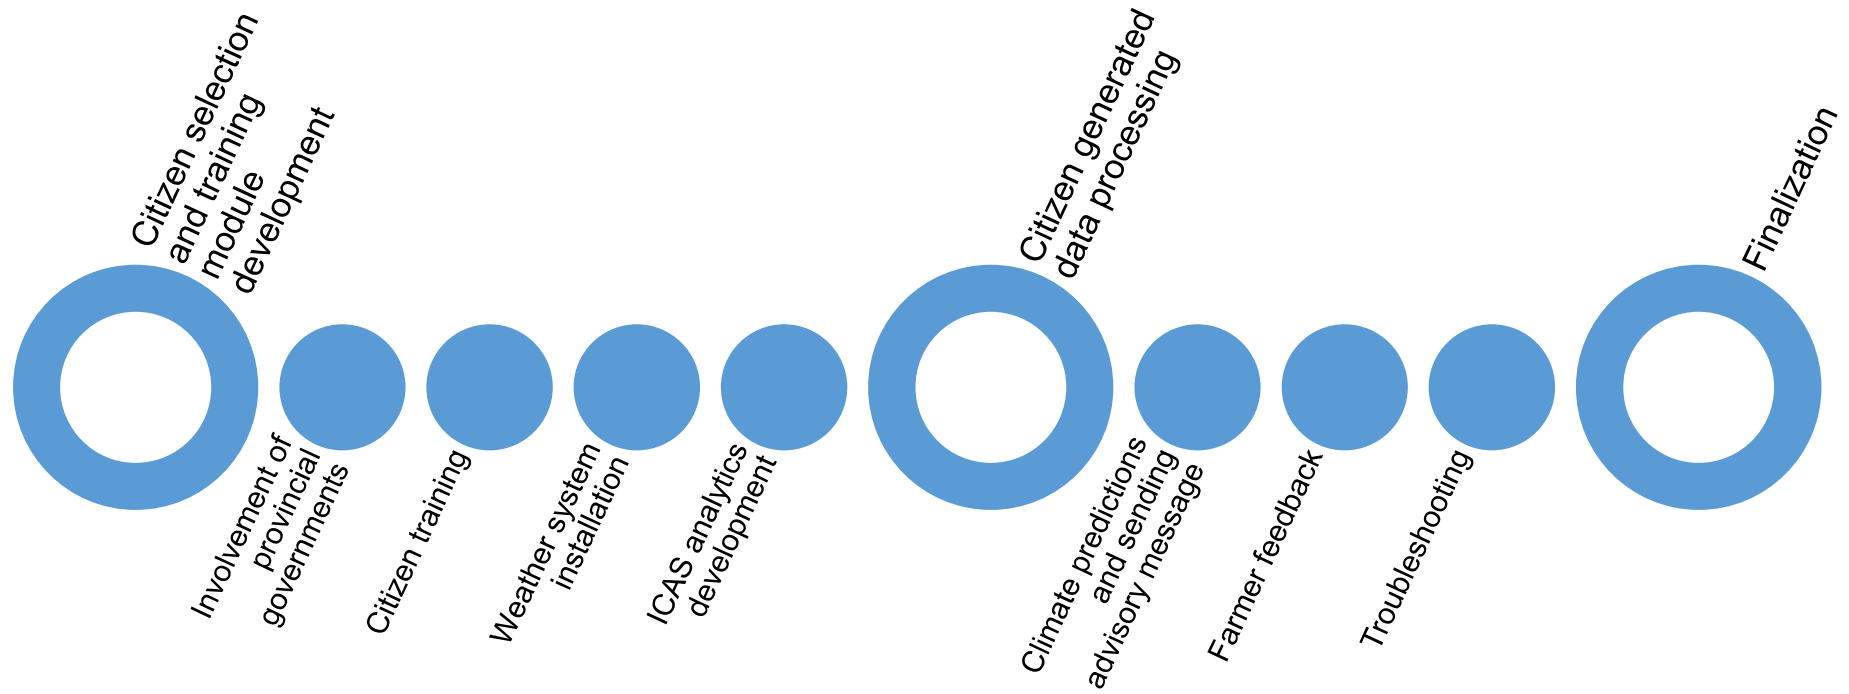 Citizen selection
and training
module
development
Involvement of
provincial
governments
Citizen training
Weather system
installation
ICAS analytics
development
Citizen generated
data processing
Climate predictions
and sending
advisory message
Farmer feedback
Troubleshooting
Finalization